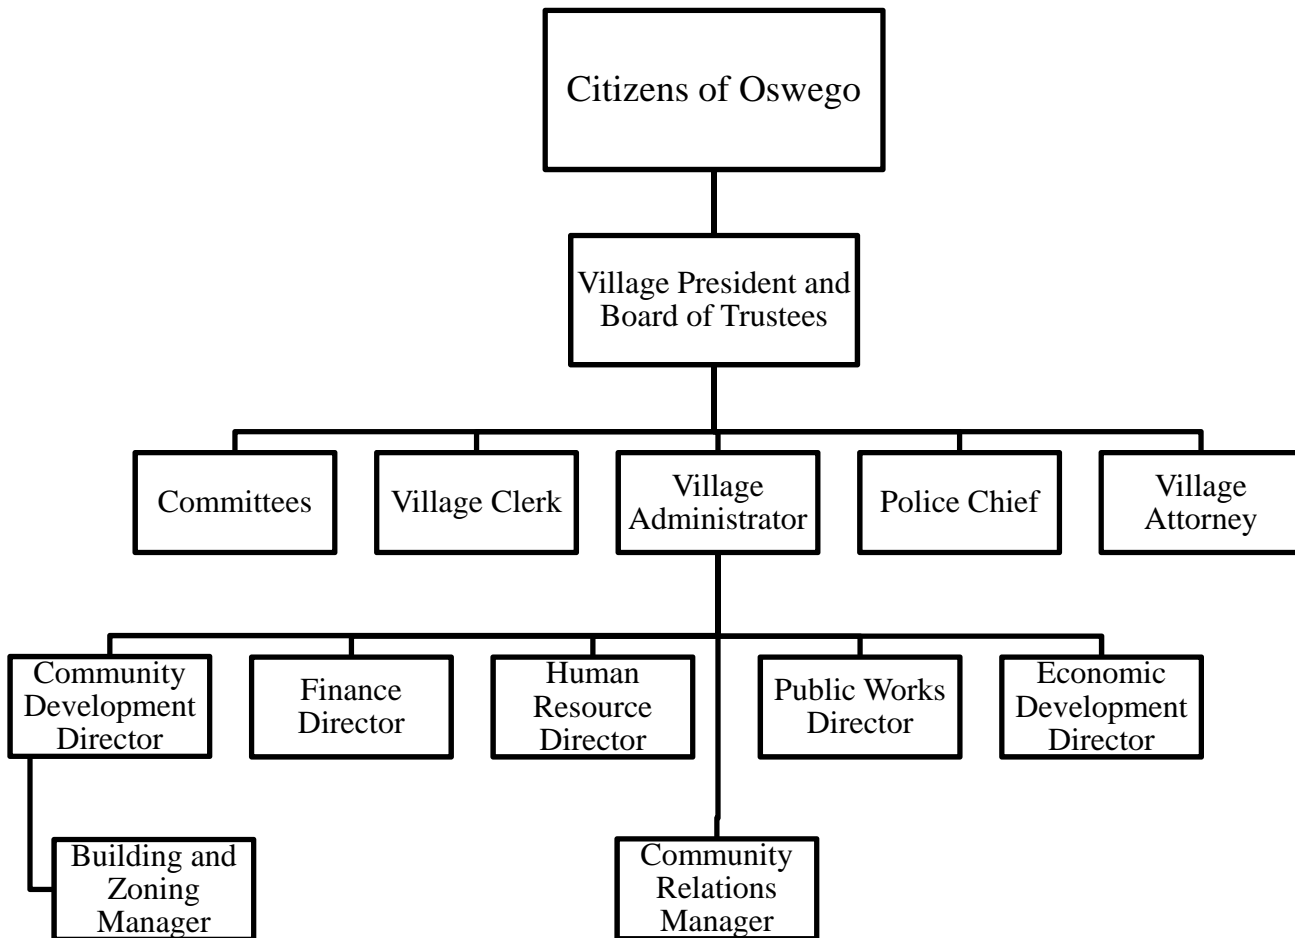 Citizens of Oswego
Village President and
Board of Trustees
Committees
Village Clerk
Village
Administrator
Police Chief
Village
Attorney
Community
Development
Director
Finance
Director
Human
Resource
Director
Public Works
Director
Economic
Development
Director
Building and
Zoning
Manager
Community
Relations
Manager